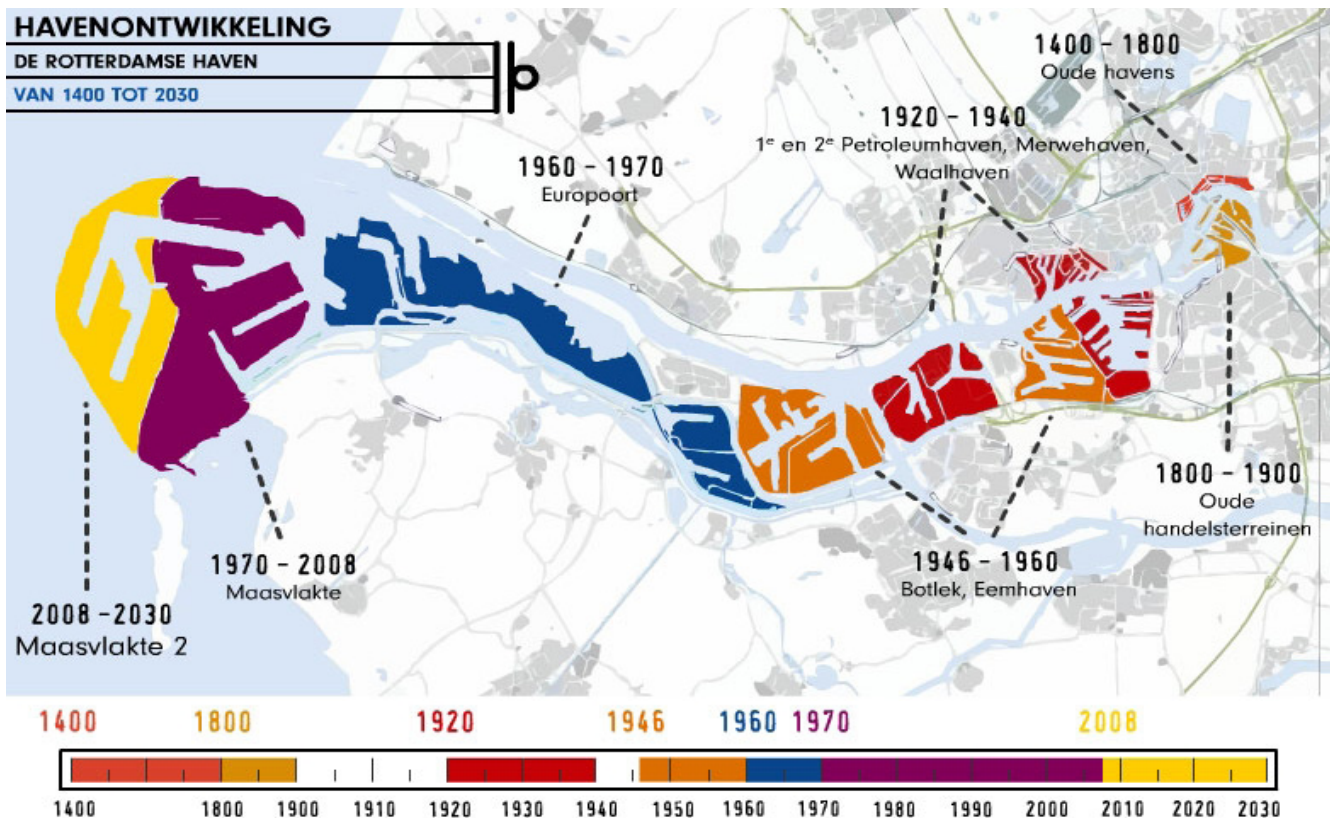 HAVENONTWIKKELING
DE ROTTERDAMSE HAVEN
VAN 1400 TOT 2030
1400 – 1800
Oude havens
1920 – 1940
1e en 2e Petroleumhaven, Merwehaven,
Waalhaven
1960 – 1970
Europoort
1800 – 1900
Oude
handelsterreinen
1946 – 1960
Botlek, Eemhaven
1970 – 2008
Maasvlakte
2008 – 2030
Maasvlakte 2
1400 1800 1920 1946 1960 1970 2008
1400 1800 1900 1910 1920 1930 1940 1950 1960 1970 1980 1990 2000 2010 2020 2030